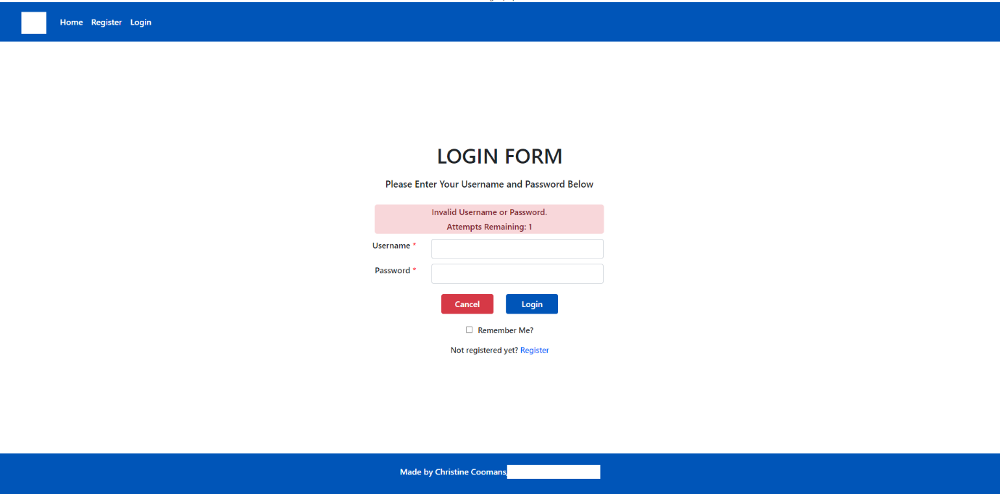 Home Register Login
LOGIN FORM
Please Enter Your Username and Password Below
Invalid Username or Password.
Attempts Remaining: 1
Username *
Password *
Cancel Login
Remember Me?
Not registered yet? Register
Made by Christine Coomans,